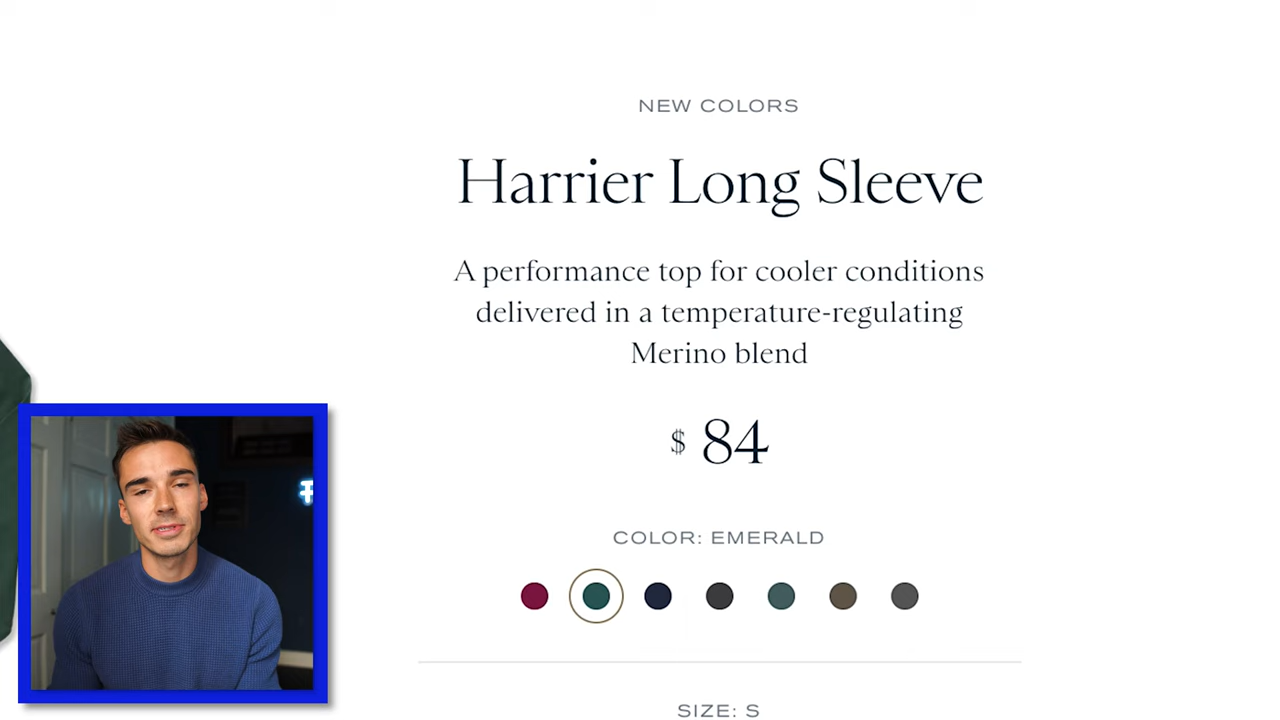 NEW COLORS
Harrier Long Sleeve
A performance top for cooler conditions
delivered in a temperature-regulating
Merino blend
$ 84
COLOR: EMERALD
SIZE: S